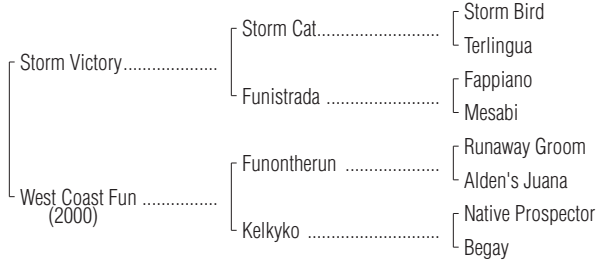 Storm Bird
Storm Cat
Terlingua
Storm Victory
Fappiano
Funistrada
Mesabi
Runaway Groom
Funontherun
Alden's Juana
West Coast Fun
(2000)
Native Prospector
Kelkyko
Begay